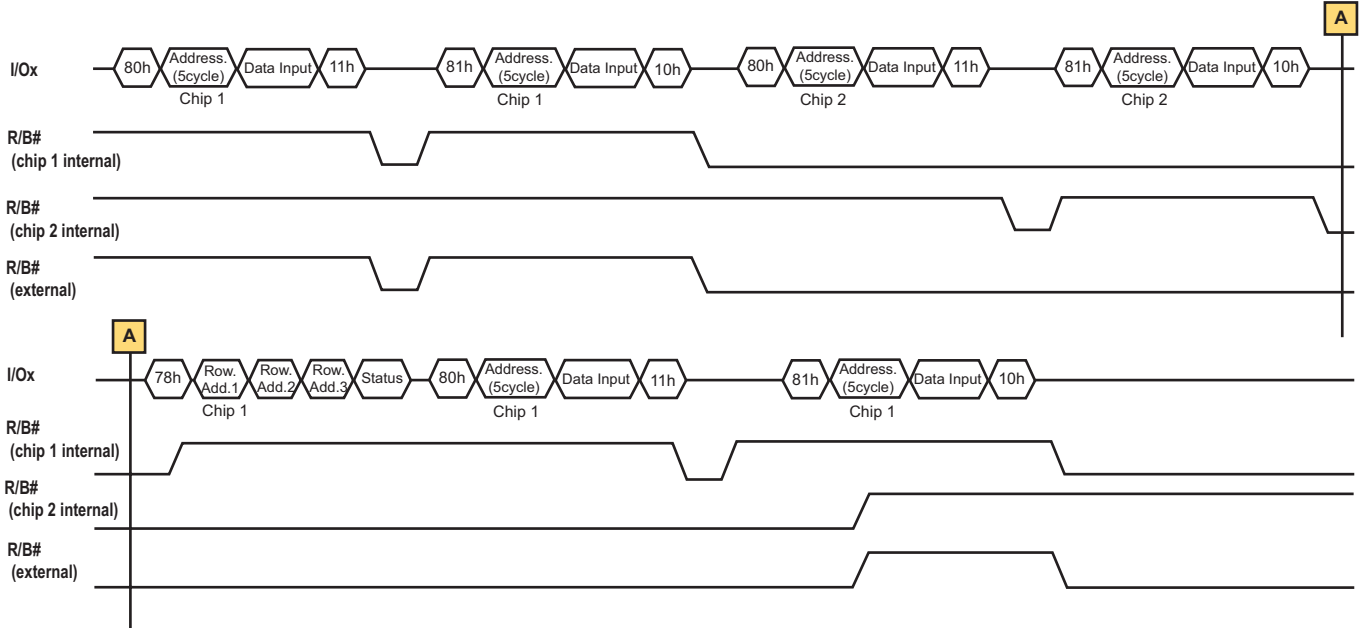 A
I/Ox 80h Address. (5cycle) Data Input 11h 81h Address. (5cycle) Data Input 10h 80h Address. (5cycle) Data Input 11h 81h Address. (5cycle) Data Input 10h
Chip 1 Chip 1 Chip 2 Chip 2
R/B#
(chip 1 internal)
R/B#
(chip 2 internal)
R/B#
(external)
A
I/Ox 78h Row. Add.1 Row. Add.2 Row. Add.3 Status 80h Address. (5cycle) Data Input 11h 81h Address. (5cycle) Data Input 10h
Chip 1 Chip 1 Chip 1
R/B#
(chip 1 internal)
R/B#
(chip 2 internal)
R/B#
(external)